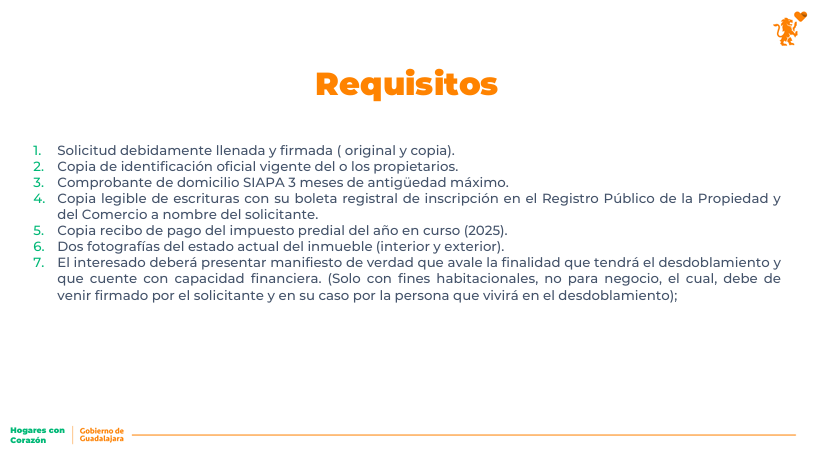 Requisitos
1. Solicitud debidamente llenada y firmada ( original y copia).
2. Copia de identificación oficial vigente del o los propietarios.
3. Comprobante de domicilio SIAPA 3 meses de antigüedad máximo.
4. Copia legible de escrituras con su boleta registral de inscripción en el Registro Público de la Propiedad y
del Comercio a nombre del solicitante.
5. Copia recibo de pago del impuesto predial del año en curso (2025).
6. Dos fotografías del estado actual del inmueble (interior y exterior).
7. El interesado deberá presentar manifiesto de verdad que avale la finalidad que tendrá el desdoblamiento y
que cuente con capacidad financiera. (Solo con fines habitacionales, no para negocio, el cual, debe de
venir firmado por el solicitante y en su caso por la persona que vivirá en el desdoblamiento);
Hogares con
Corazón
Gobierno de
Guadalajara